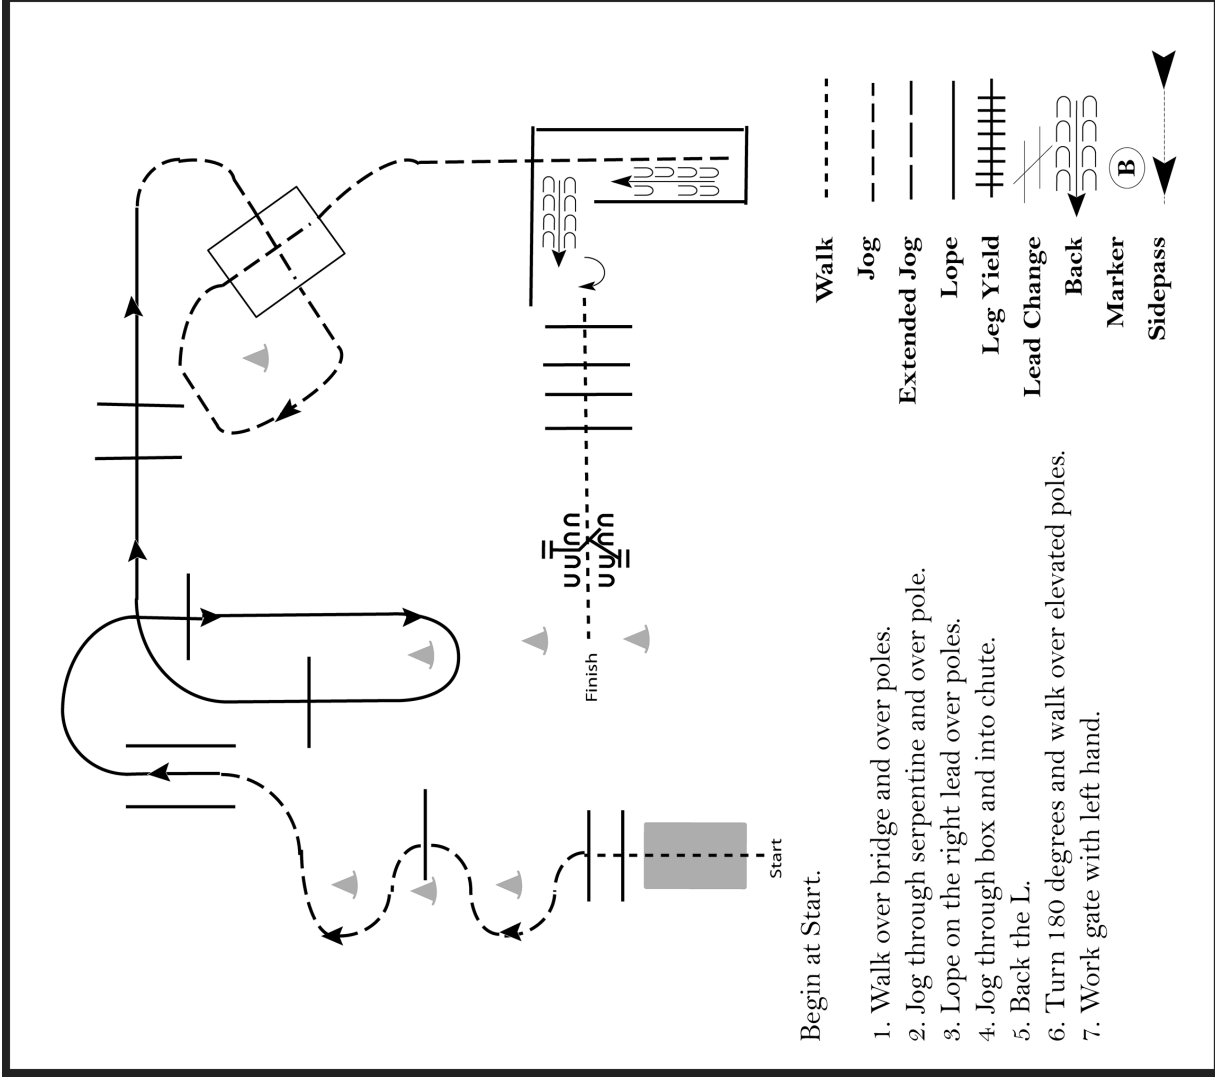 Start
Finish
Begin at Start.
1. Walk over bridge and over poles.
2. Jog through serpentine and over pole.
3. Lope on the right lead over poles.
4. Jog through box and into chute.
5. Back the L.
6. Turn 180 degrees and walk over elevated poles.
7. Work gate with left hand.
Walk
Jog
Extended Jog
Lope
Leg Yield
Lead Change
Back
Marker
B
Sidepass